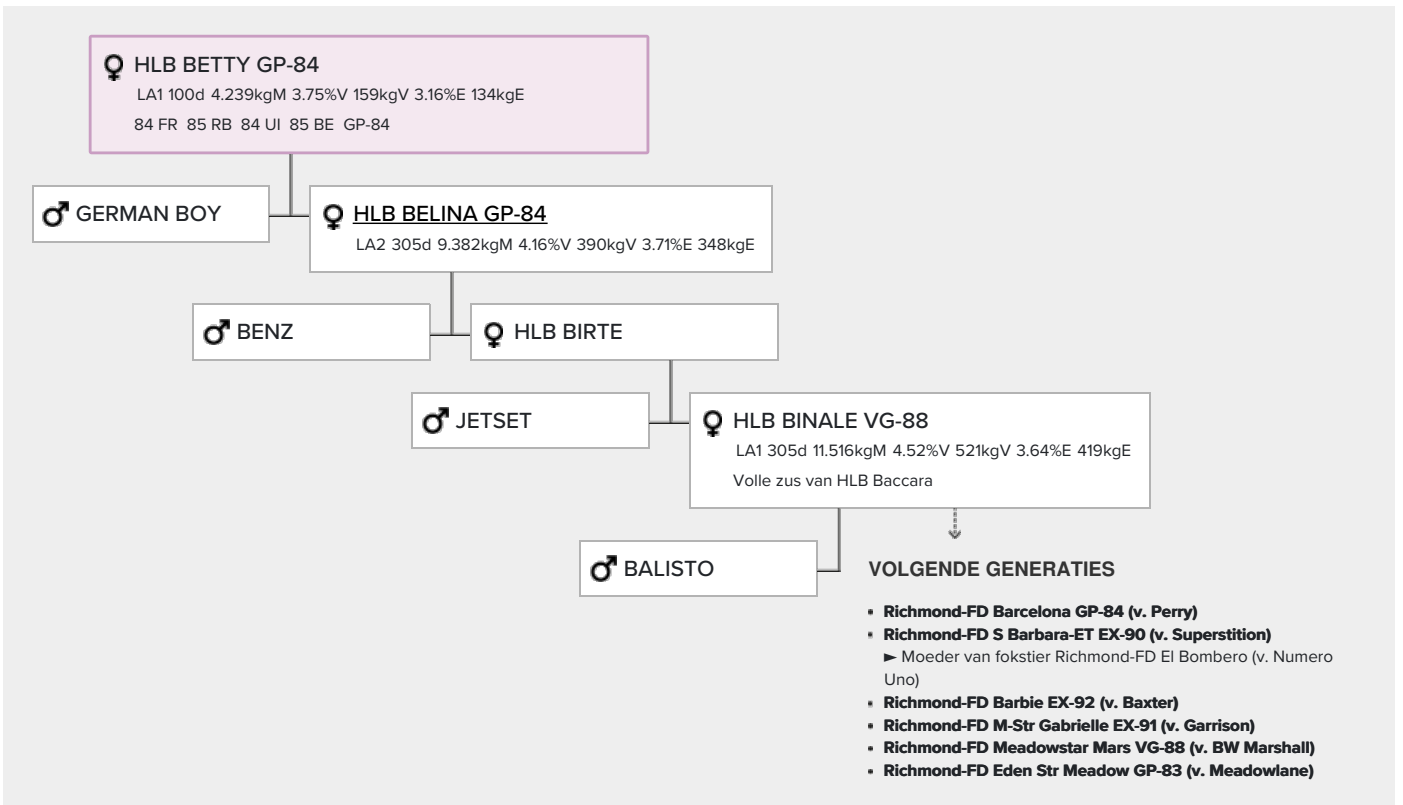 HLB BETTY GP-84
LA1 100d 4.239kgM 3.75%V 159kgV 3.16%E 134kgE
84 FR 85 RB 84 UI 85 BE GP-84
GERMAN BOY
HLB BELINA GP-84
LA2 305d 9.382kgM 4.16%V 390kgV 3.71%E 348kgE
BENZ
HLB BIRTE
JETSET
HLB BINALE VG-88
LA1 305d 11.516kgM 4.52%V 521kgV 3.64%E 419kgE
Volle zus van HLB Baccara
BALISTO
VOLGENDE GENERATIES
• Richmond-FD Barcelona GP-84 (v. Perry)
• Richmond-FD S Barbara-ET EX-90 (v. Superstition)
► Moeder van fokstier Richmond-FD El Bombero (v. Numero
Uno)
• Richmond-FD Barbie EX-92 (v. Baxter)
• Richmond-FD M-Str Gabrielle EX-91 (v. Garrison)
• Richmond-FD Meadowstar Mars VG-88 (v. BW Marshall)
• Richmond-FD Eden Str Meadow GP-83 (v. Meadowlane)